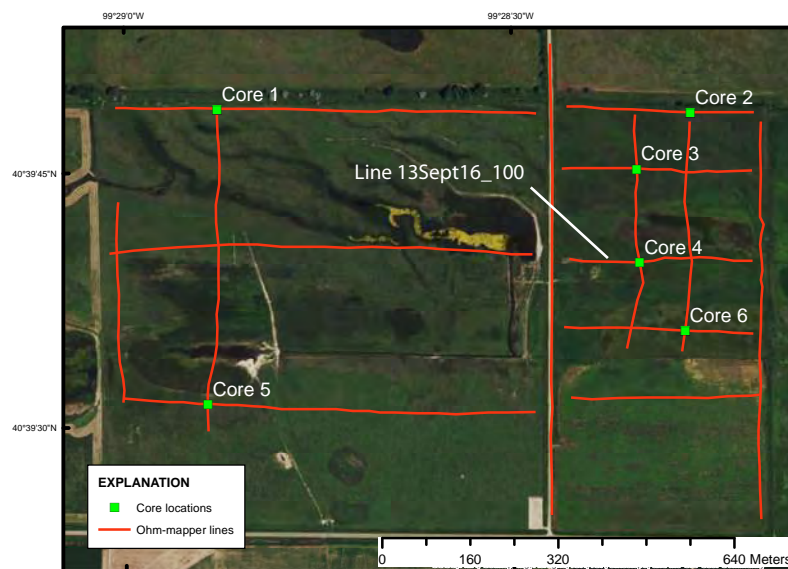 99°29'0"W
99°28'30"W
Core 1
Core 2
Core 3
40°39'45"N
Line 13Sept16_100
Core 4
Core 6
Core 5
40°39'30"N
EXPLANATION
Core locations
Ohm-mapper lines
0 160 320 640 Meters